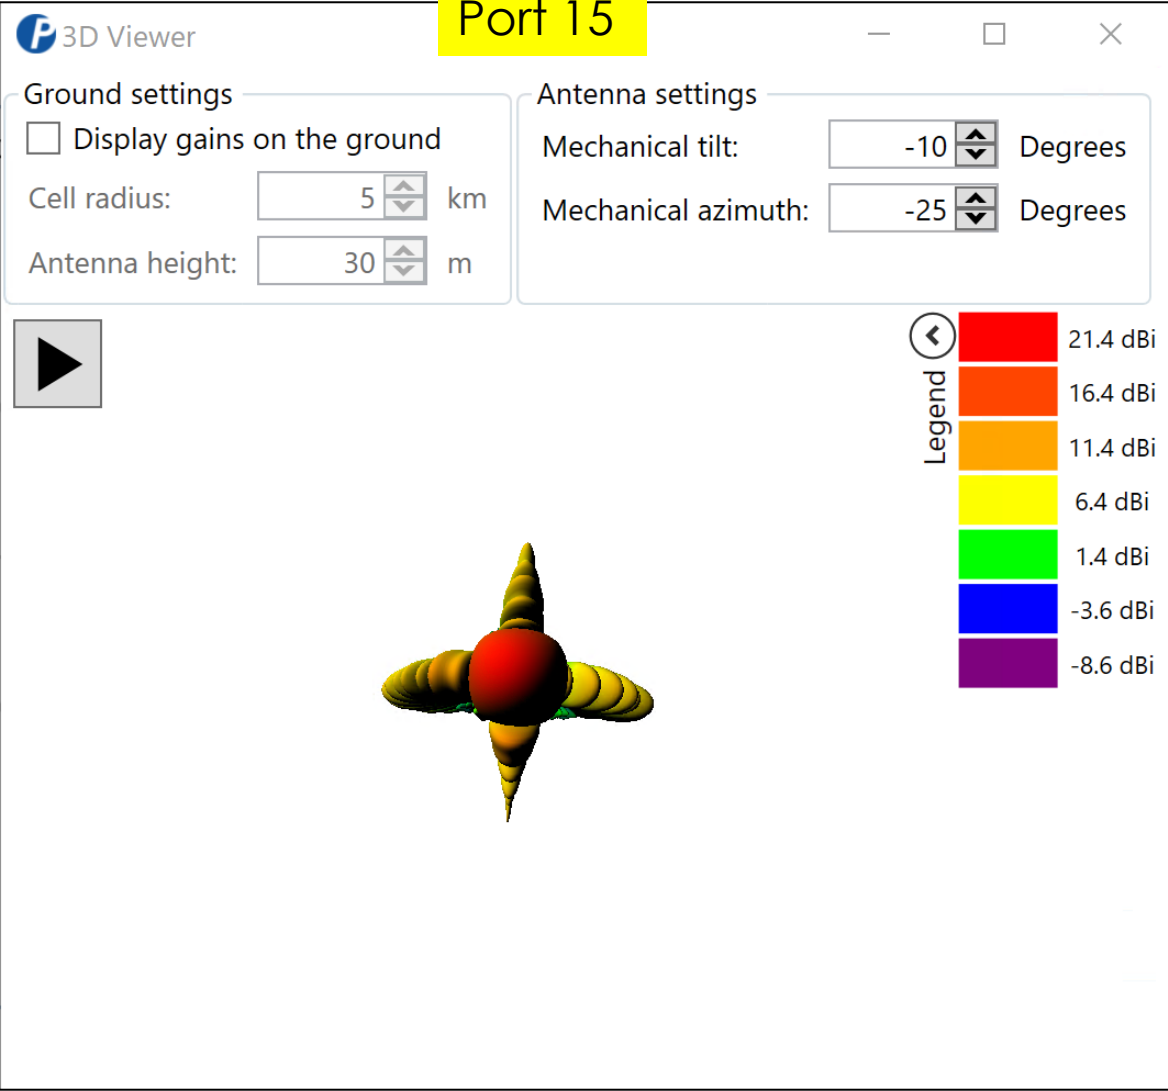 Port 15
3D Viewer
Ground settings
Display gains on the ground
Cell radius: 5 km
Antenna height: 30 m
Antenna settings
Mechanical tilt: -10 Degrees
Mechanical azimuth: -25 Degrees
Legend
21.4 dBi
16.4 dBi
11.4 dBi
6.4 dBi
1.4 dBi
-3.6 dBi
-8.6 dBi